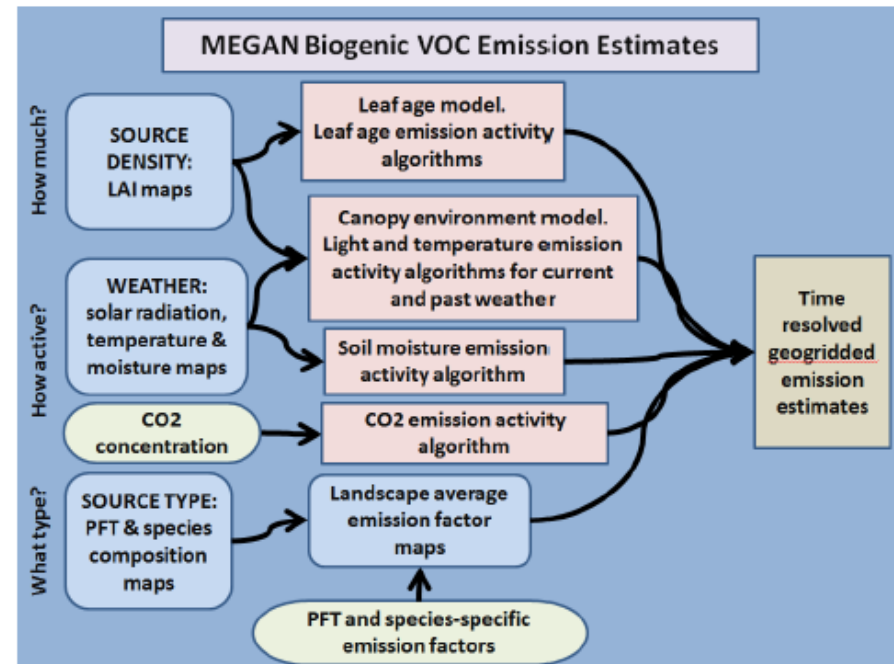 MEGAN Biogenic VOC Emission Estimates
How much?
SOURCE
DENSITY:
LAI maps
Leaf age model.
Leaf age emission activity
algorithms
Canopy environment model.
Light and temperature emission
activity algorithms for current
and past weather
How active?
WEATHER:
solar radiation,
temperature &
moisture maps
Soil moisture emission
activity algorithm
Time
resolved
geogridded
emission
estimates
CO2
concentration
CO2 emission activity
algorithm
What type?
SOURCE TYPE:
PFT & species
composition
maps
Landscape average
emission factor
maps
PFT and species-specific
emission factors